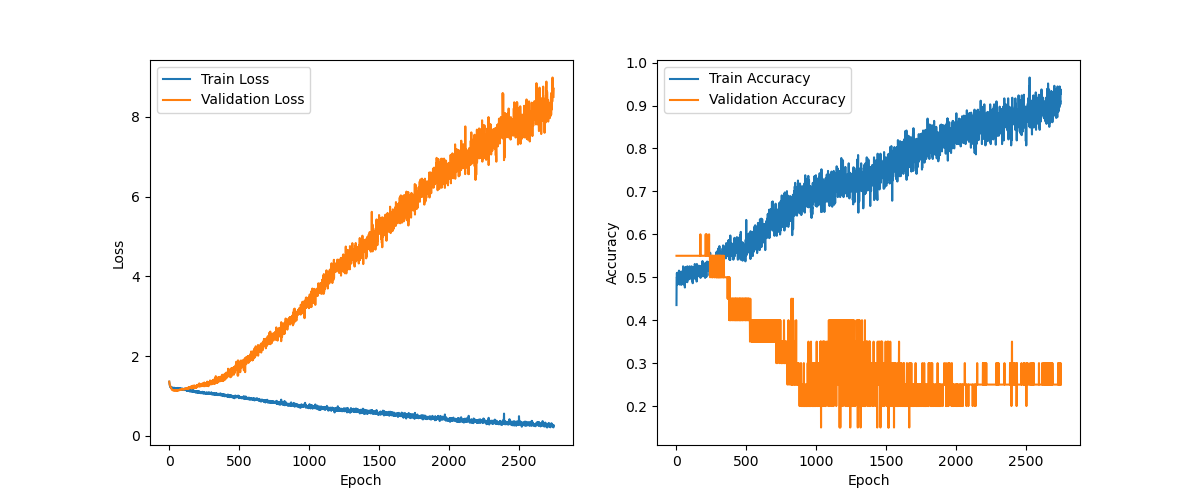 Train Loss
Validation Loss
8
6
4
2
0
Loss
0 500 1000 1500 2000 2500
Epoch
Train Accuracy
Validation Accuracy
1.0
0.9
0.8
0.7
0.6
0.5
0.4
0.3
0.2
Accuracy
0 500 1000 1500 2000 2500
Epoch